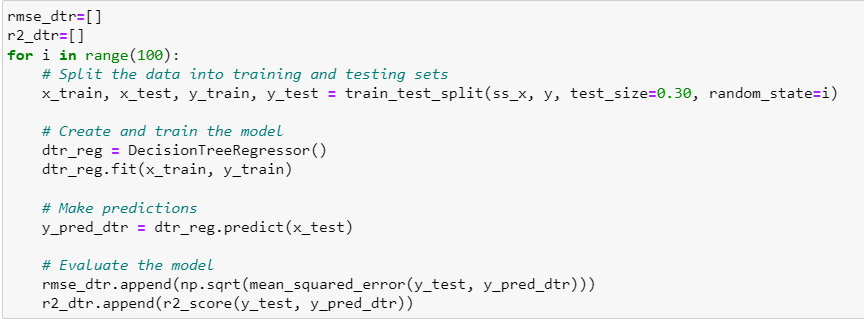 rmse_dtr=[]
r2_dtr=[]
for i in range(100):
    # Split the data into training and testing sets
    x_train, x_test, y_train, y_test = train_test_split(ss_x, y, test_size=0.30, random_state=i)

    # Create and train the model
    dtr_reg = DecisionTreeRegressor()
    dtr_reg.fit(x_train, y_train)

    # Make predictions
    y_pred_dtr = dtr_reg.predict(x_test)

    # Evaluate the model
    rmse_dtr.append(np.sqrt(mean_squared_error(y_test, y_pred_dtr)))
    r2_dtr.append(r2_score(y_test, y_pred_dtr))